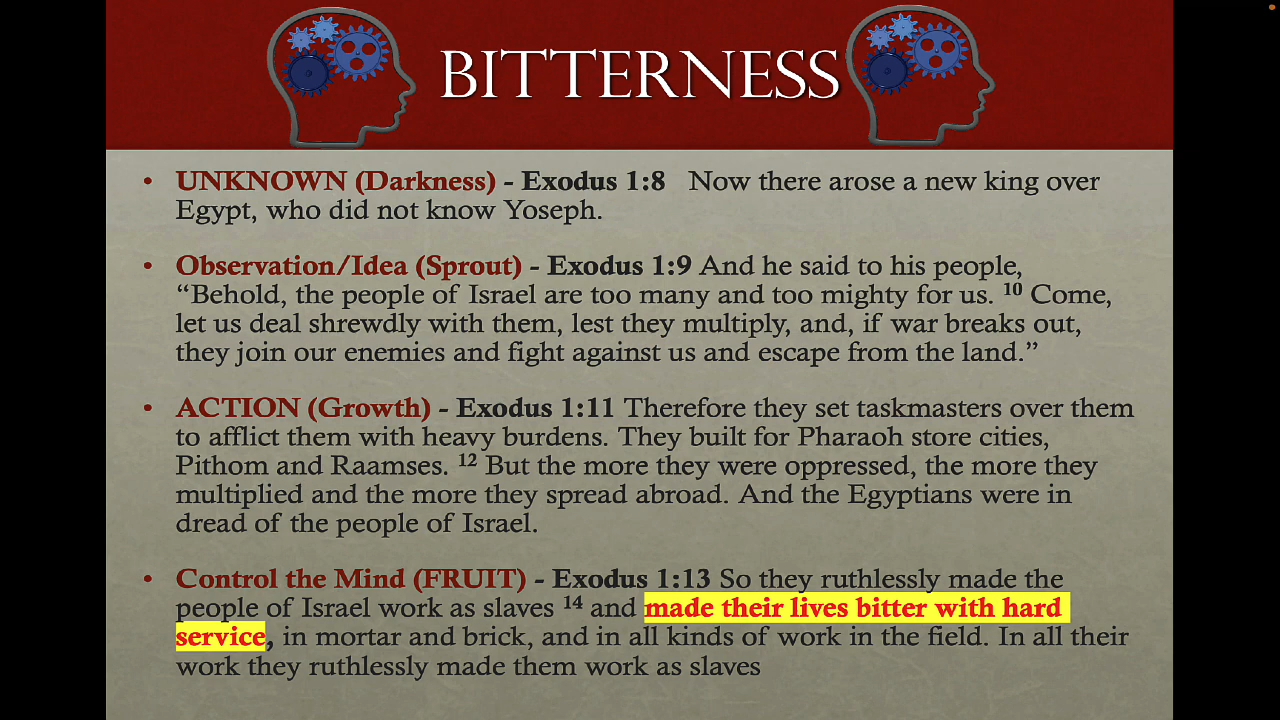 BITTERNESS
• UNKNOWN (Darkness) - Exodus 1:8 Now there arose a new king over
Egypt, who did not know Yoseph.
• Observation/Idea (Sprout) - Exodus 1:9 And he said to his people,
“Behold, the people of Israel are too many and too mighty for us. ¹⁰ Come,
let us deal shrewdly with them, lest they multiply, and, if war breaks out,
they join our enemies and fight against us and escape from the land.”
• ACTION (Growth) - Exodus 1:11 Therefore they set taskmasters over them
to afflict them with heavy burdens. They built for Pharaoh store cities,
Pithom and Raamses. ¹² But the more they were oppressed, the more they
multiplied and the more they spread abroad. And the Egyptians were in
dread of the people of Israel.
• Control the Mind (FRUIT) - Exodus 1:13 So they ruthlessly made the
people of Israel work as slaves ¹⁴ and made their lives bitter with hard
service, in mortar and brick, and in all kinds of work in the field. In all their
work they ruthlessly made them work as slaves